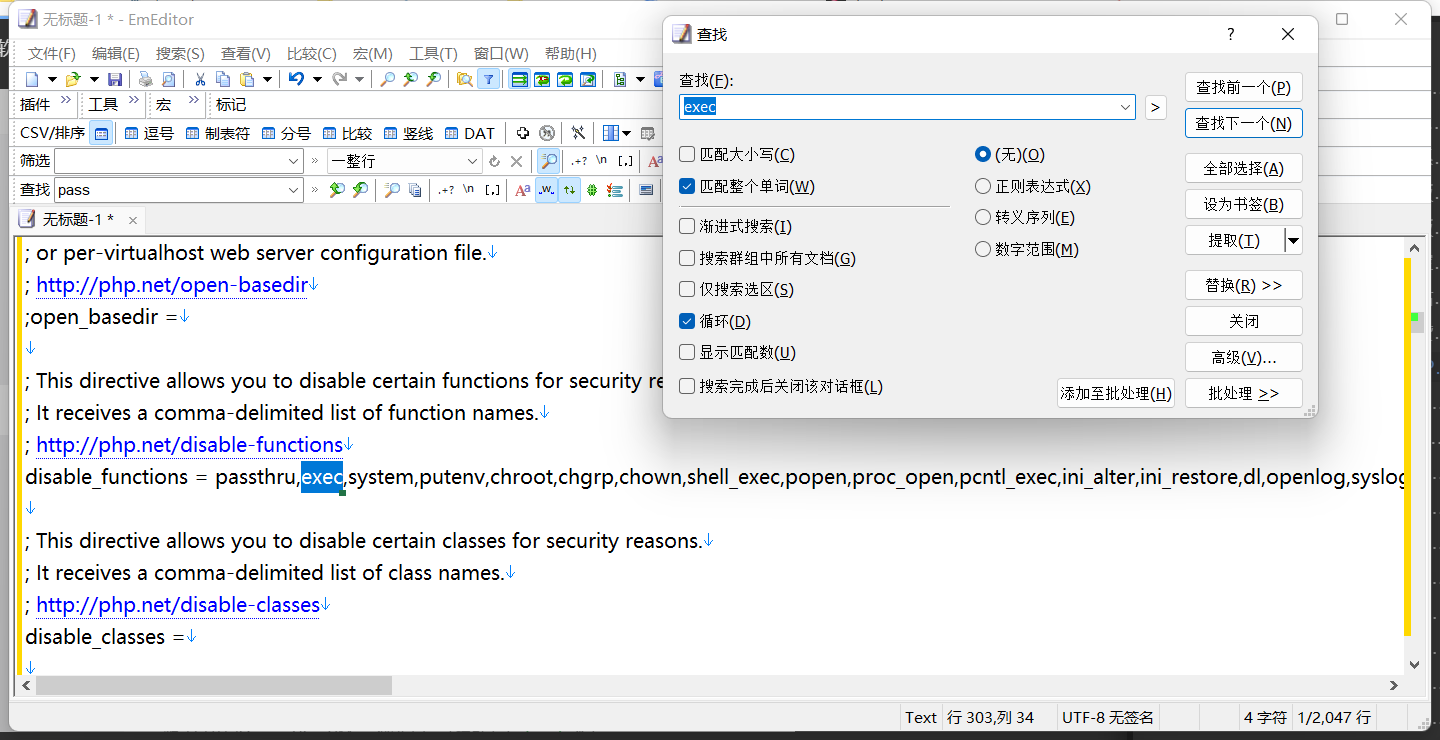 无标题-1 * - EmEditor
文件(F) 编辑(E) 搜索(S) 查看(V) 比较(C) 宏(M) 工具(T) 窗口(W) 帮助(H)
插件 » 工具 » 宏 » 标记
CSV/排序 逗号 制表符 分号 比较 竖线 DAT
筛选 » 一整行 .+? \n [,]
查找 pass » .+? \n [,] Aa .w.
无标题-1 * ×
; or per-virtualhost web server configuration file.↓
; http://php.net/open-basedir↓
;open_basedir =↓
↓
; This directive allows you to disable certain functions for security re
; It receives a comma-delimited list of function names.↓
; http://php.net/disable-functions↓
disable_functions = passthru,exec,system,putenv,chroot,chgrp,chown,shell_exec,popen,proc_open,pcntl_exec,ini_alter,ini_restore,dl,openlog,syslog
↓
; This directive allows you to disable certain classes for security reasons.↓
; It receives a comma-delimited list of class names.↓
; http://php.net/disable-classes↓
disable_classes =↓
↓
Text 行 303,列 34 UTF-8 无签名 4 字符 1/2,047 行
查找 ?
查找(F):
exec >
匹配大小写(C)
匹配整个单词(W)
渐进式搜索(I)
搜索群组中所有文档(G)
仅搜索选区(S)
循环(D)
显示匹配数(U)
搜索完成后关闭该对话框(L)
(无)(O)
正则表达式(X)
转义序列(E)
数字范围(M)
查找前一个(P)
查找下一个(N)
全部选择(A)
设为书签(B)
提取(T)
替换(R) >>
关闭
高级(V)...
添加至批处理(H) 批处理 >>